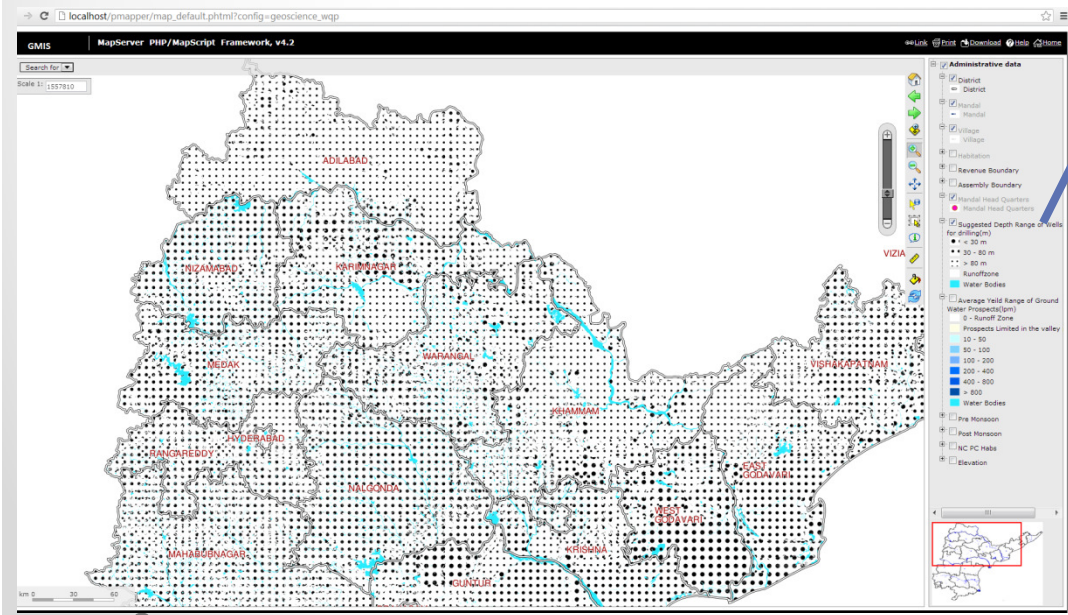 localhost/pmapper/map_default.phtml?config=geoscience_wqp
GMIS
MapServer PHP/MapScript Framework, v4.2
Link Print Download Help Home
Search for
Scale 1: 1557810
ADILABAD
NIZAMABAD
KARIMNAGAR
VIZIA
MEDAK
WARANGAL
VISHAKAPATNAM
KHAMMAM
HYDERABAD
RANGAREDDY
EAST
GODAVARI
NALGONDA
WEST
GODAVARI
MAHABUBNAGAR
KRISHNA
GUNTUR
km 0 30 60
Administrative data
District
District
Mandal
Mandal
Village
Village
Habitation
Revenue Boundary
Assembly Boundary
Mandal Head Quarters
Mandal Head Quarters
Suggested Depth Range of Wells
for drilling(m)
< 30 m
30 - 80 m
> 80 m
Runoffzone
Water Bodies
Average Yeild Range of Ground
Water Prospects(lpm)
0 - Runoff Zone
Prospects Limited in the valley
10 - 50
50 - 100
100 - 200
200 - 400
400 - 800
> 800
Water Bodies
Pre Monsoon
Post Monsoon
NC PC Habs
Elevation